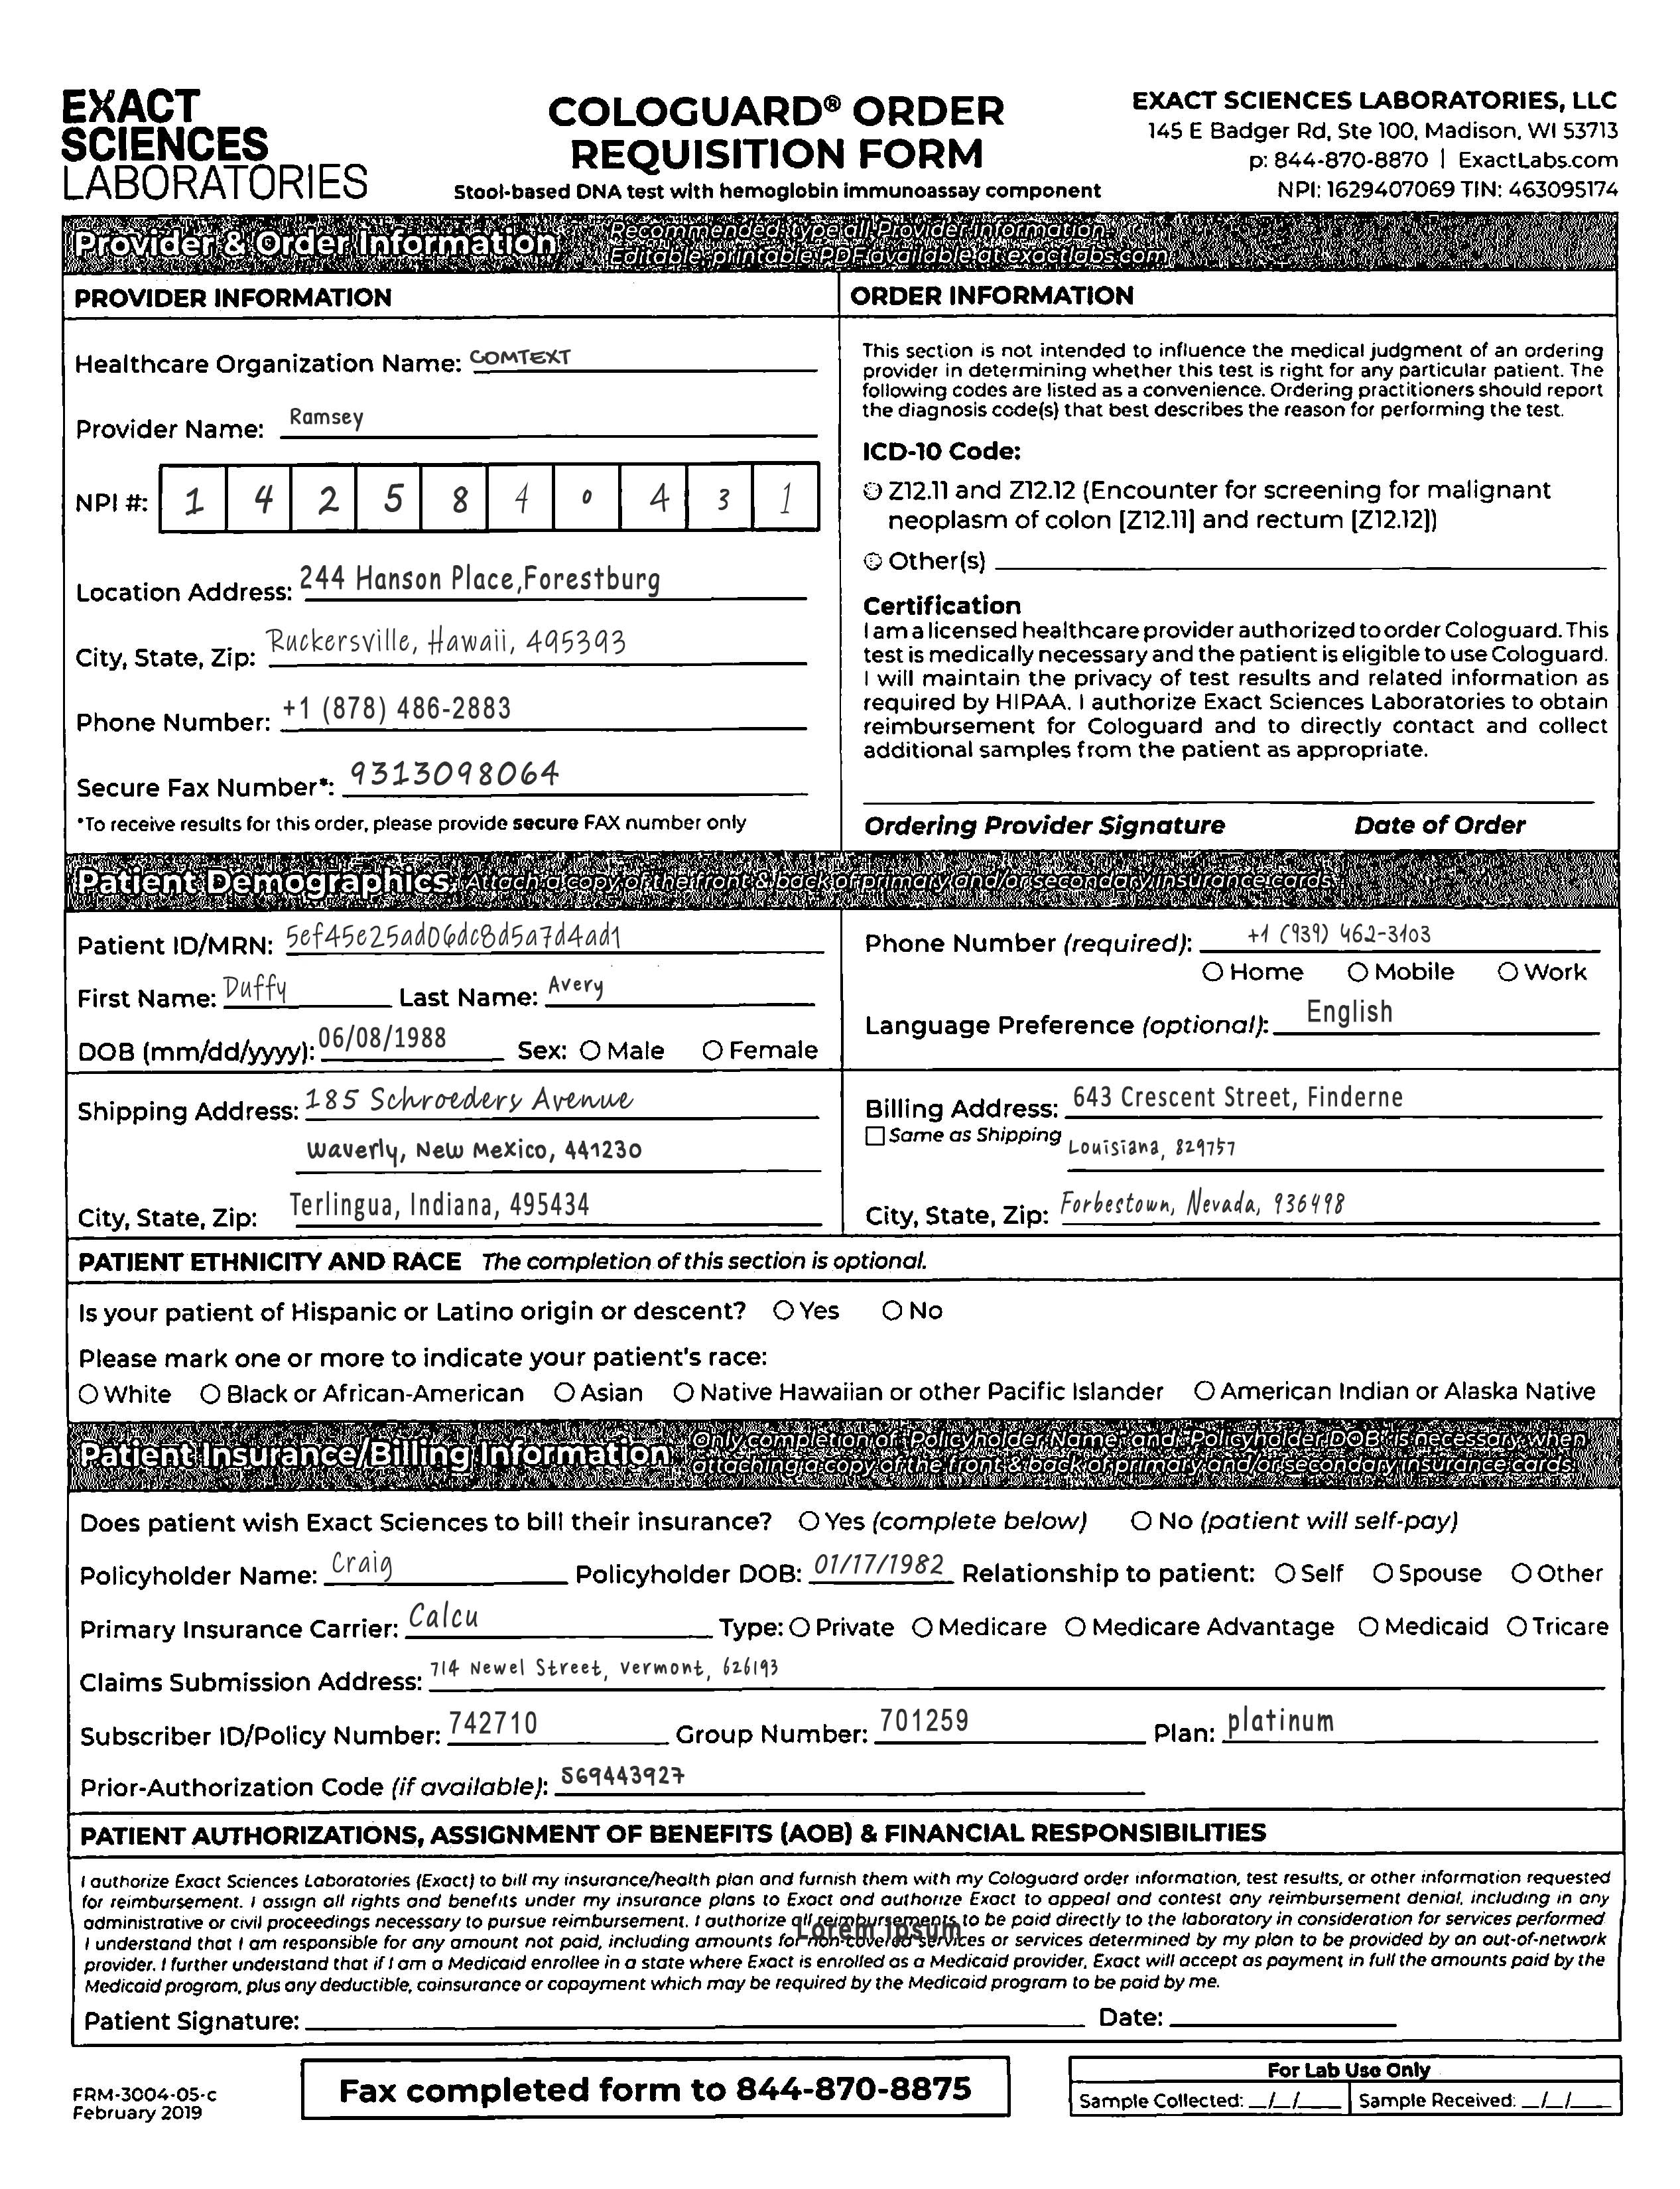 EXACT
SCIENCES
LABORATORIES
COLOGUARD® ORDER
REQUISITION FORM
Stool-based DNA test with hemoglobin immunoassay component
EXACT SCIENCES LABORATORIES, LLC
145 E Badger Rd, Ste 100, Madison, WI 53713
p: 844-870-8870 | ExactLabs.com
NPI: 1629407069 TIN: 463095174
Provider & Order Information
Recommended: type all Provider information.
Editable, printable PDF available at exactlabs.com
PROVIDER INFORMATION
Healthcare Organization Name: COMTEXT
Provider Name: Ramsey
NPI #: 1 4 2 5 8 4 0 4 3 1
Location Address: 244 Hanson Place,Forestburg
City, State, Zip: Ruckersville, Hawaii, 495393
Phone Number: +1 (878) 486-2883
Secure Fax Number*: 9313098064
*To receive results for this order, please provide secure FAX number only
ORDER INFORMATION
This section is not intended to influence the medical judgment of an ordering
provider in determining whether this test is right for any particular patient. The
following codes are listed as a convenience. Ordering practitioners should report
the diagnosis code(s) that best describes the reason for performing the test.
ICD-10 Code:
Z12.11 and Z12.12 (Encounter for screening for malignant
neoplasm of colon [Z12.11] and rectum [Z12.12])
Other(s)
Certification
I am a licensed healthcare provider authorized to order Cologuard. This
test is medically necessary and the patient is eligible to use Cologuard.
I will maintain the privacy of test results and related information as
required by HIPAA. I authorize Exact Sciences Laboratories to obtain
reimbursement for Cologuard and to directly contact and collect
additional samples from the patient as appropriate.
Ordering Provider Signature Date of Order
Patient Demographics Attach a copy of the front & back of primary and/or secondary insurance cards.
Patient ID/MRN: 5ef45e25ad06dc8d5a7d4ad1
First Name: Duffy Last Name: Avery
DOB (mm/dd/yyyy): 06/08/1988 Sex: Male Female
Phone Number (required): +1 (939) 462-3103
Home Mobile Work
Language Preference (optional): English
Shipping Address: 185 Schroeders Avenue
Waverly, New Mexico, 441230
City, State, Zip: Terlingua, Indiana, 495434
Billing Address: 643 Crescent Street, Finderne
Same as Shipping Louisiana, 829757
City, State, Zip: Forbestown, Nevada, 936498
PATIENT ETHNICITY AND RACE The completion of this section is optional.
Is your patient of Hispanic or Latino origin or descent? Yes No
Please mark one or more to indicate your patient's race:
White Black or African-American Asian Native Hawaiian or other Pacific Islander American Indian or Alaska Native
Patient Insurance/Billing Information
Only completion of "Policyholder Name" and "Policyholder DOB" is necessary when
attaching a copy of the front & back of primary and/or secondary insurance cards.
Does patient wish Exact Sciences to bill their insurance? Yes (complete below) No (patient will self-pay)
Policyholder Name: Craig Policyholder DOB: 01/17/1982 Relationship to patient: Self Spouse Other
Primary Insurance Carrier: Calcu Type: Private Medicare Medicare Advantage Medicaid Tricare
Claims Submission Address: 714 Newel Street, Vermont, 626193
Subscriber ID/Policy Number: 742710 Group Number: 701259 Plan: platinum
Prior-Authorization Code (if available): 569443927
PATIENT AUTHORIZATIONS, ASSIGNMENT OF BENEFITS (AOB) & FINANCIAL RESPONSIBILITIES
I authorize Exact Sciences Laboratories (Exact) to bill my insurance/health plan and furnish them with my Cologuard order information, test results, or other information requested
for reimbursement. I assign all rights and benefits under my insurance plans to Exact and authorize Exact to appeal and contest any reimbursement denial, including in any
administrative or civil proceedings necessary to pursue reimbursement. I authorize all reimbursements to be paid directly to the laboratory in consideration for services performed
Lorem Ipsum
I understand that I am responsible for any amount not paid, including amounts for non-covered services or services determined by my plan to be provided by an out-of-network
provider. I further understand that if I am a Medicaid enrollee in a state where Exact is enrolled as a Medicaid provider, Exact will accept as payment in full the amounts paid by the
Medicaid program, plus any deductible, coinsurance or copayment which may be required by the Medicaid program to be paid by me.
Patient Signature: Date:
FRM-3004-05-c
February 2019
Fax completed form to 844-870-8875
For Lab Use Only
Sample Collected: _/_/_ Sample Received: _/_/_